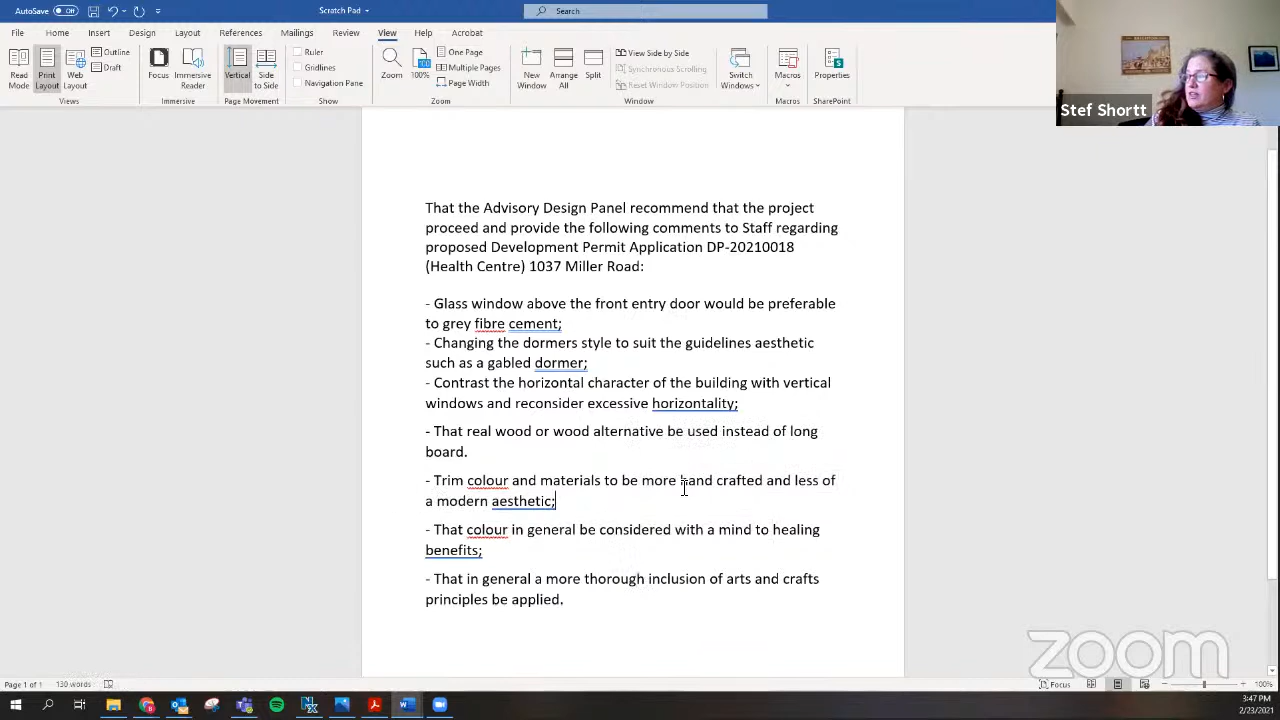 AutoSave Off Scratch Pad Search
File Home Insert Design Layout References Mailings Review View Help Acrobat
Read Mode Print Layout Web Layout Outline Draft Focus Immersive Reader Vertical Side to Side Ruler Gridlines Navigation Pane Zoom 100% Multiple Pages Page Width New Window Arrange All Split View Side by Side Synchronous Scrolling Reset Window Position Switch Windows Macros Properties
Views Immersive Page Movement Show Zoom Window Macros SharePoint
Stef Shortt
That the Advisory Design Panel recommend that the project
proceed and provide the following comments to Staff regarding
proposed Development Permit Application DP-20210018
(Health Centre) 1037 Miller Road:
- Glass window above the front entry door would be preferable
to grey fibre cement;
- Changing the dormers style to suit the guidelines aesthetic
such as a gabled dormer;
- Contrast the horizontal character of the building with vertical
windows and reconsider excessive horizontality;
- That real wood or wood alternative be used instead of long
board.
- Trim colour and materials to be more hand crafted and less of
a modern aesthetic;
- That colour in general be considered with a mind to healing
benefits;
- That in general a more thorough inclusion of arts and crafts
principles be applied.
zoom
Page 1 of 1 130 words Focus 100%
3:47 PM
2/23/2021